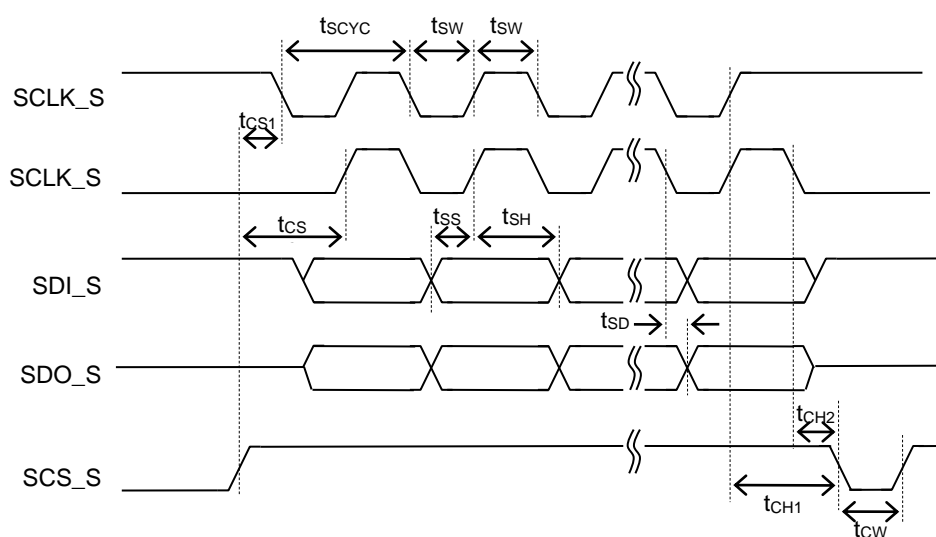 tSCYC tSW tSW
SCLK_S
tCS1
SCLK_S
tCS tSS tSH
SDI_S
tSD
SDO_S
tCH2
SCS_S
tCH1
tCW